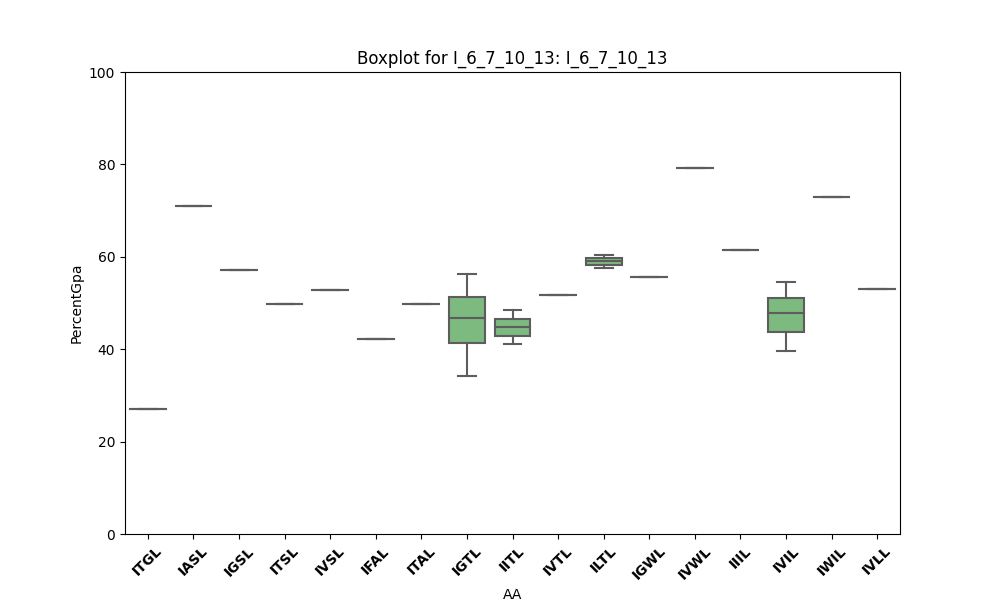 Boxplot for I_6_7_10_13: I_6_7_10_13
100
80
60
40
20
0
PercentGpa
ITGL IASL IGSL ITSL IVSL IFAL ITAL IGTL IITL IVTL ILTL IGWL IVWL IIIL IVIL IWIL IVLL
AA